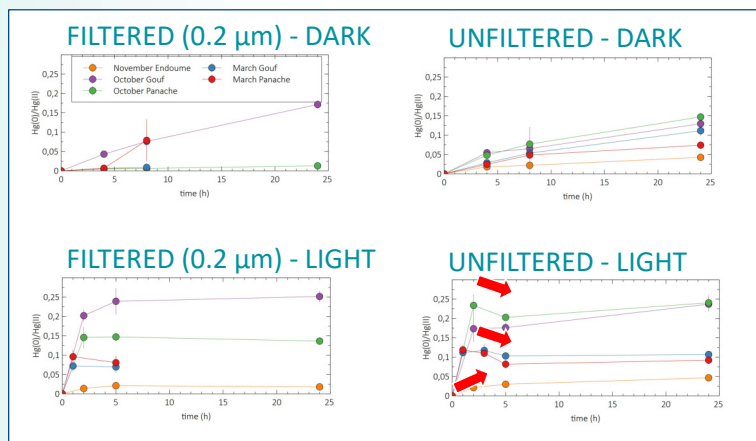 FILTERED (0.2 µm) - DARK
UNFILTERED - DARK
Hg(0)/Hg(II)
0,25
0,2
0,15
0,1
0,05
0
November Endoume
October Gouf
October Panache
March Gouf
March Panache
0 5 10 15 20 25
time (h)
Hg(0)/Hg(II)
0,25
0,2
0,15
0,1
0,05
0
0 5 10 15 20 25
time (h)
FILTERED (0.2 µm) - LIGHT
UNFILTERED - LIGHT
Hg(0)/Hg(II)
0,25
0,2
0,15
0,1
0,05
0
0 5 10 15 20 25
time (h)
Hg(0)/Hg(II)
0,25
0,2
0,15
0,1
0,05
0
0 5 10 15 20 25
time (h)